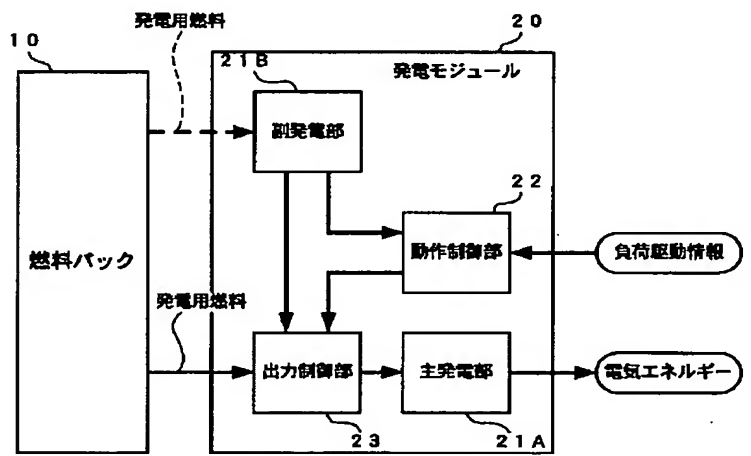 発電用燃料
10
20
21B
発電モジュール
副発電部
22
燃料パック
動作制御部
負荷駆動情報
発電用燃料
出力制御部
主発電部
電気エネルギー
23
21A